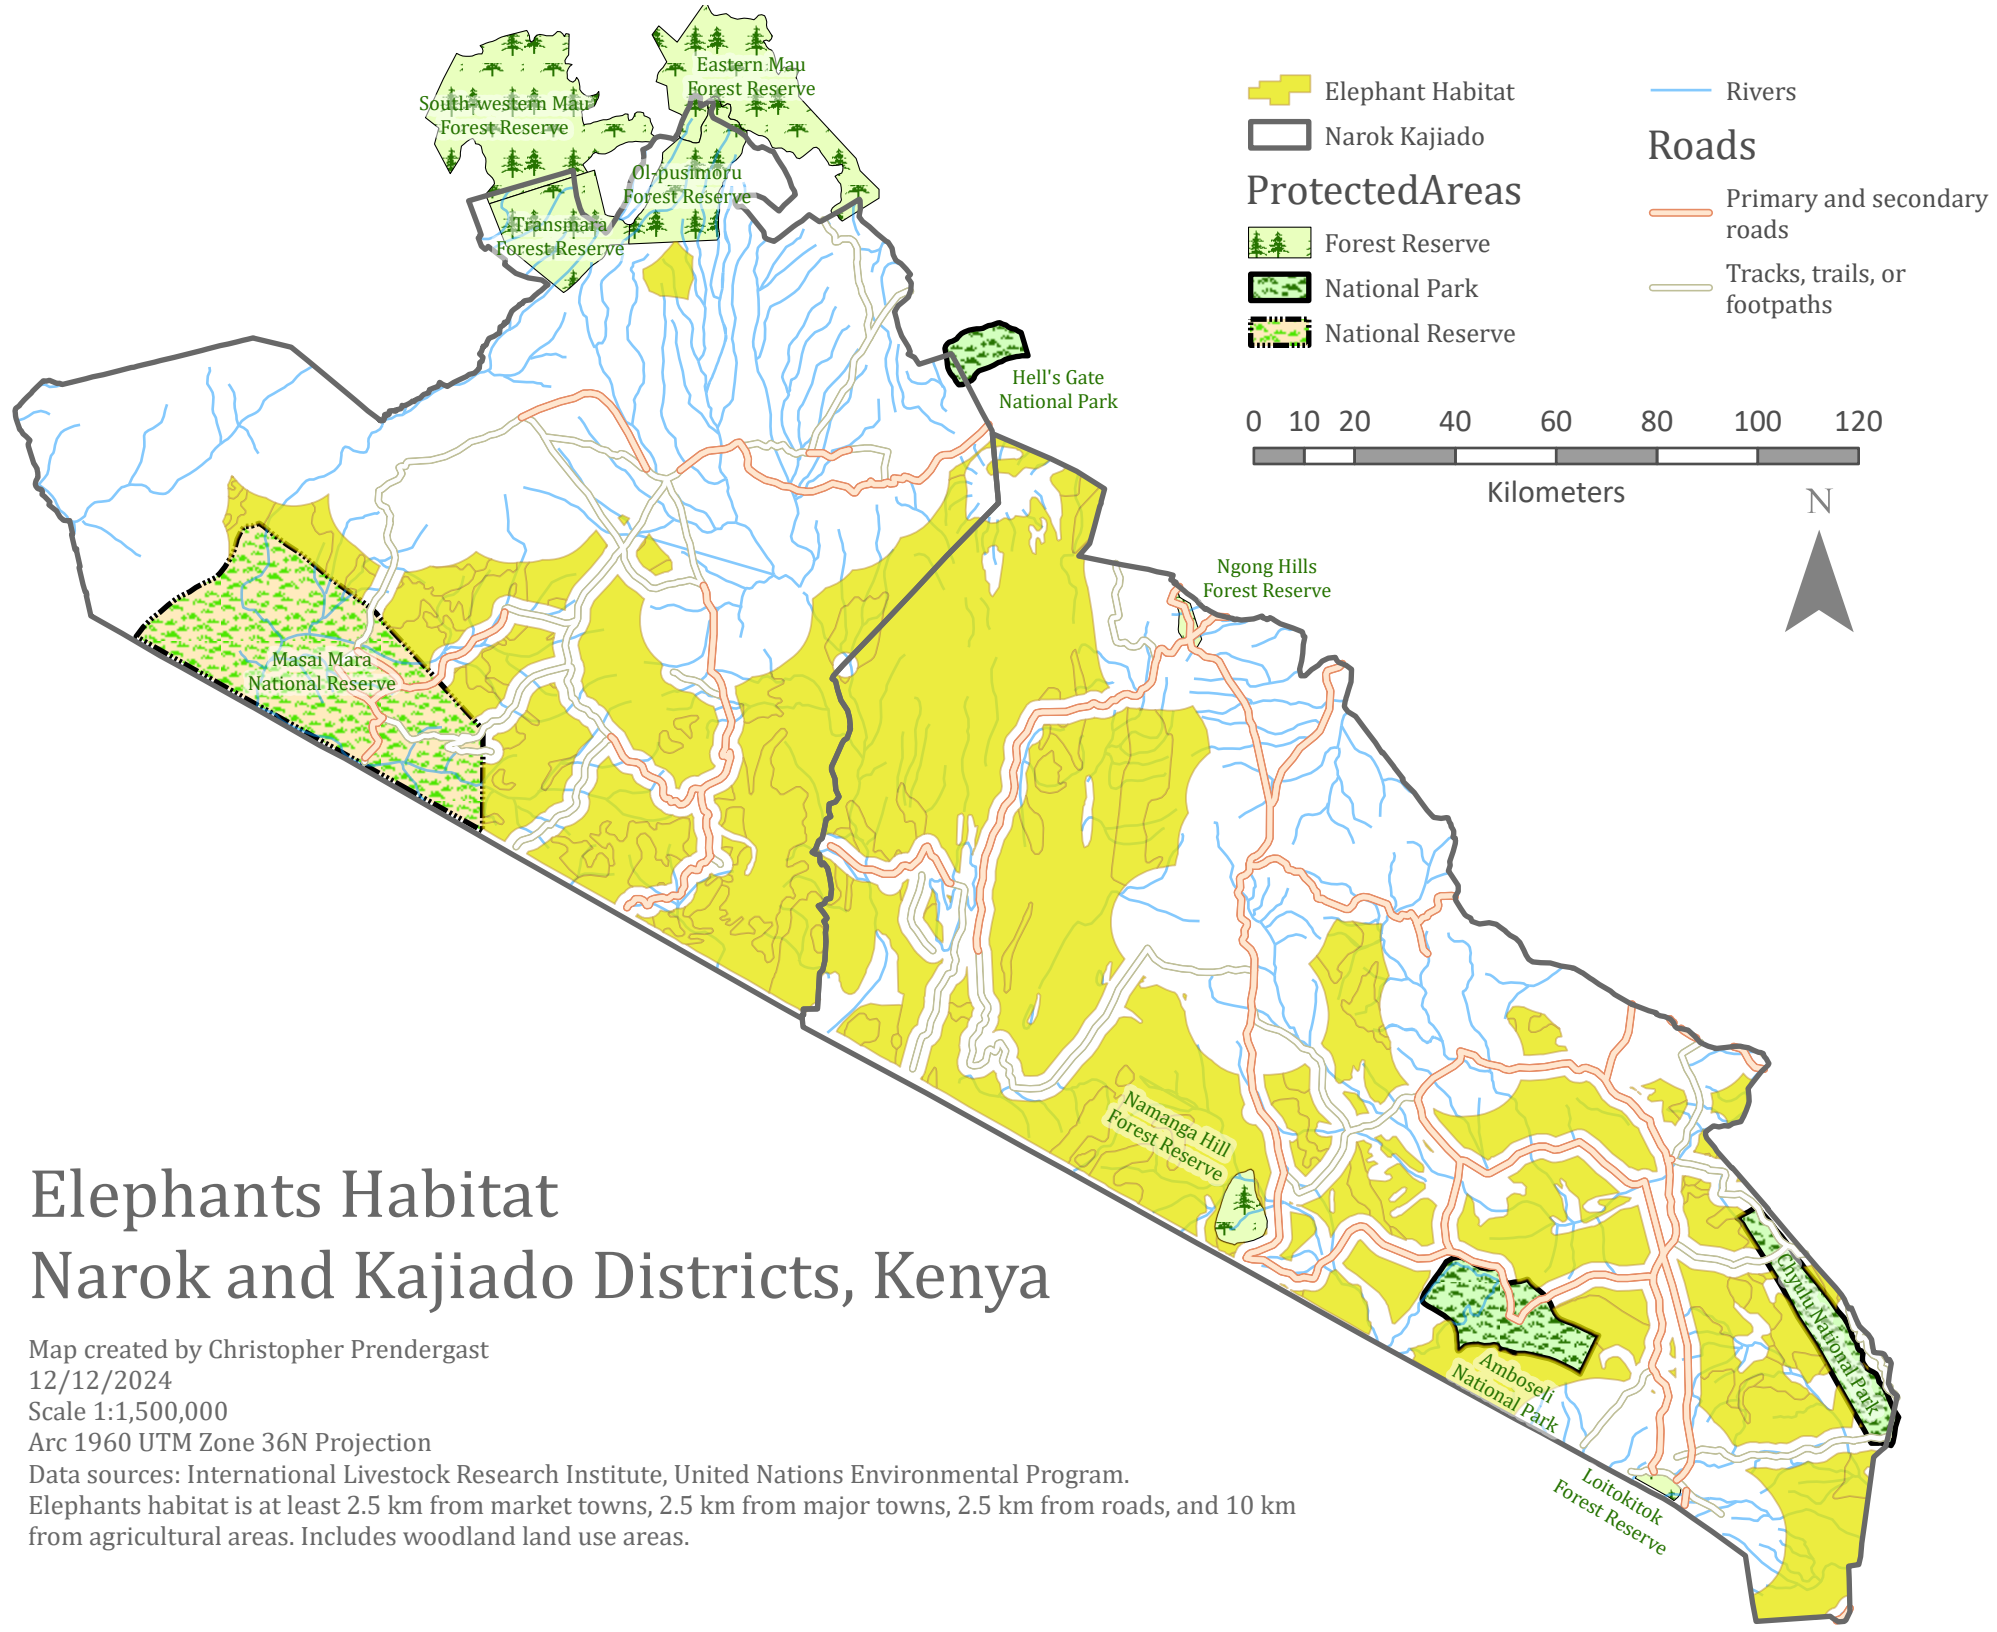 South-western Mau
Forest Reserve
Eastern Mau
Forest Reserve
Ol-pusimoru
Forest Reserve
Transmara
Forest Reserve
Elephant Habitat
Narok Kajiado
ProtectedAreas
Forest Reserve
National Park
National Reserve
Rivers
Roads
Primary and secondary
roads
Tracks, trails, or
footpaths
Hell's Gate
National Park
0 10 20 40 60 80 100 120
Kilometers
N
Ngong Hills
Forest Reserve
Masai Mara
National Reserve
Namanga Hill
Forest Reserve
Chyulu National Park
Amboseli
National Park
Loitokitok
Forest Reserve
Elephants Habitat
Narok and Kajiado Districts, Kenya
Map created by Christopher Prendergast
12/12/2024
Scale 1:1,500,000
Arc 1960 UTM Zone 36N Projection
Data sources: International Livestock Research Institute, United Nations Environmental Program.
Elephants habitat is at least 2.5 km from market towns, 2.5 km from major towns, 2.5 km from roads, and 10 km
from agricultural areas. Includes woodland land use areas.